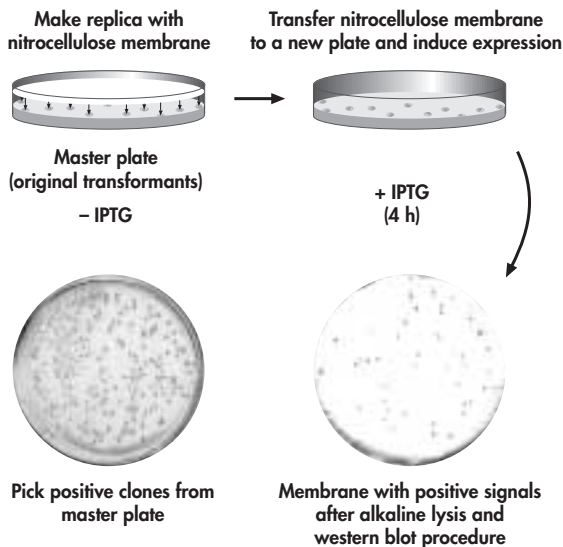 Make replica with
nitrocellulose membrane
Transfer nitrocellulose membrane
to a new plate and induce expression
Master plate
(original transformants)
– IPTG
+ IPTG
(4 h)
Pick positive clones from
master plate
Membrane with positive signals
after alkaline lysis and
western blot procedure